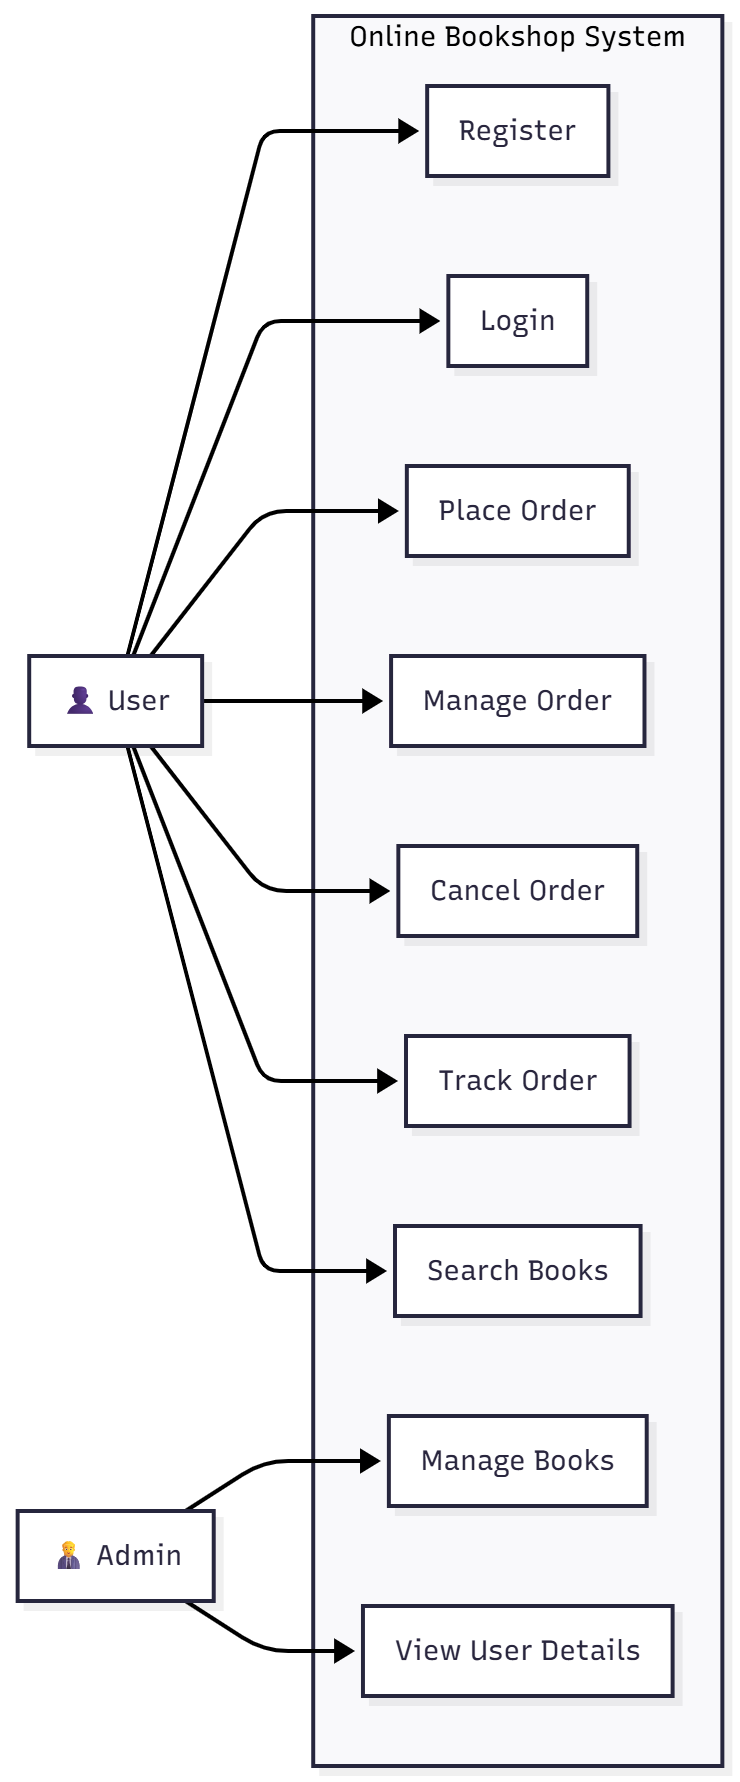 Online Bookshop System
Register
Login
Place Order
👤 User
Manage Order
Cancel Order
Track Order
Search Books
Manage Books
👨‍💼 Admin
View User Details